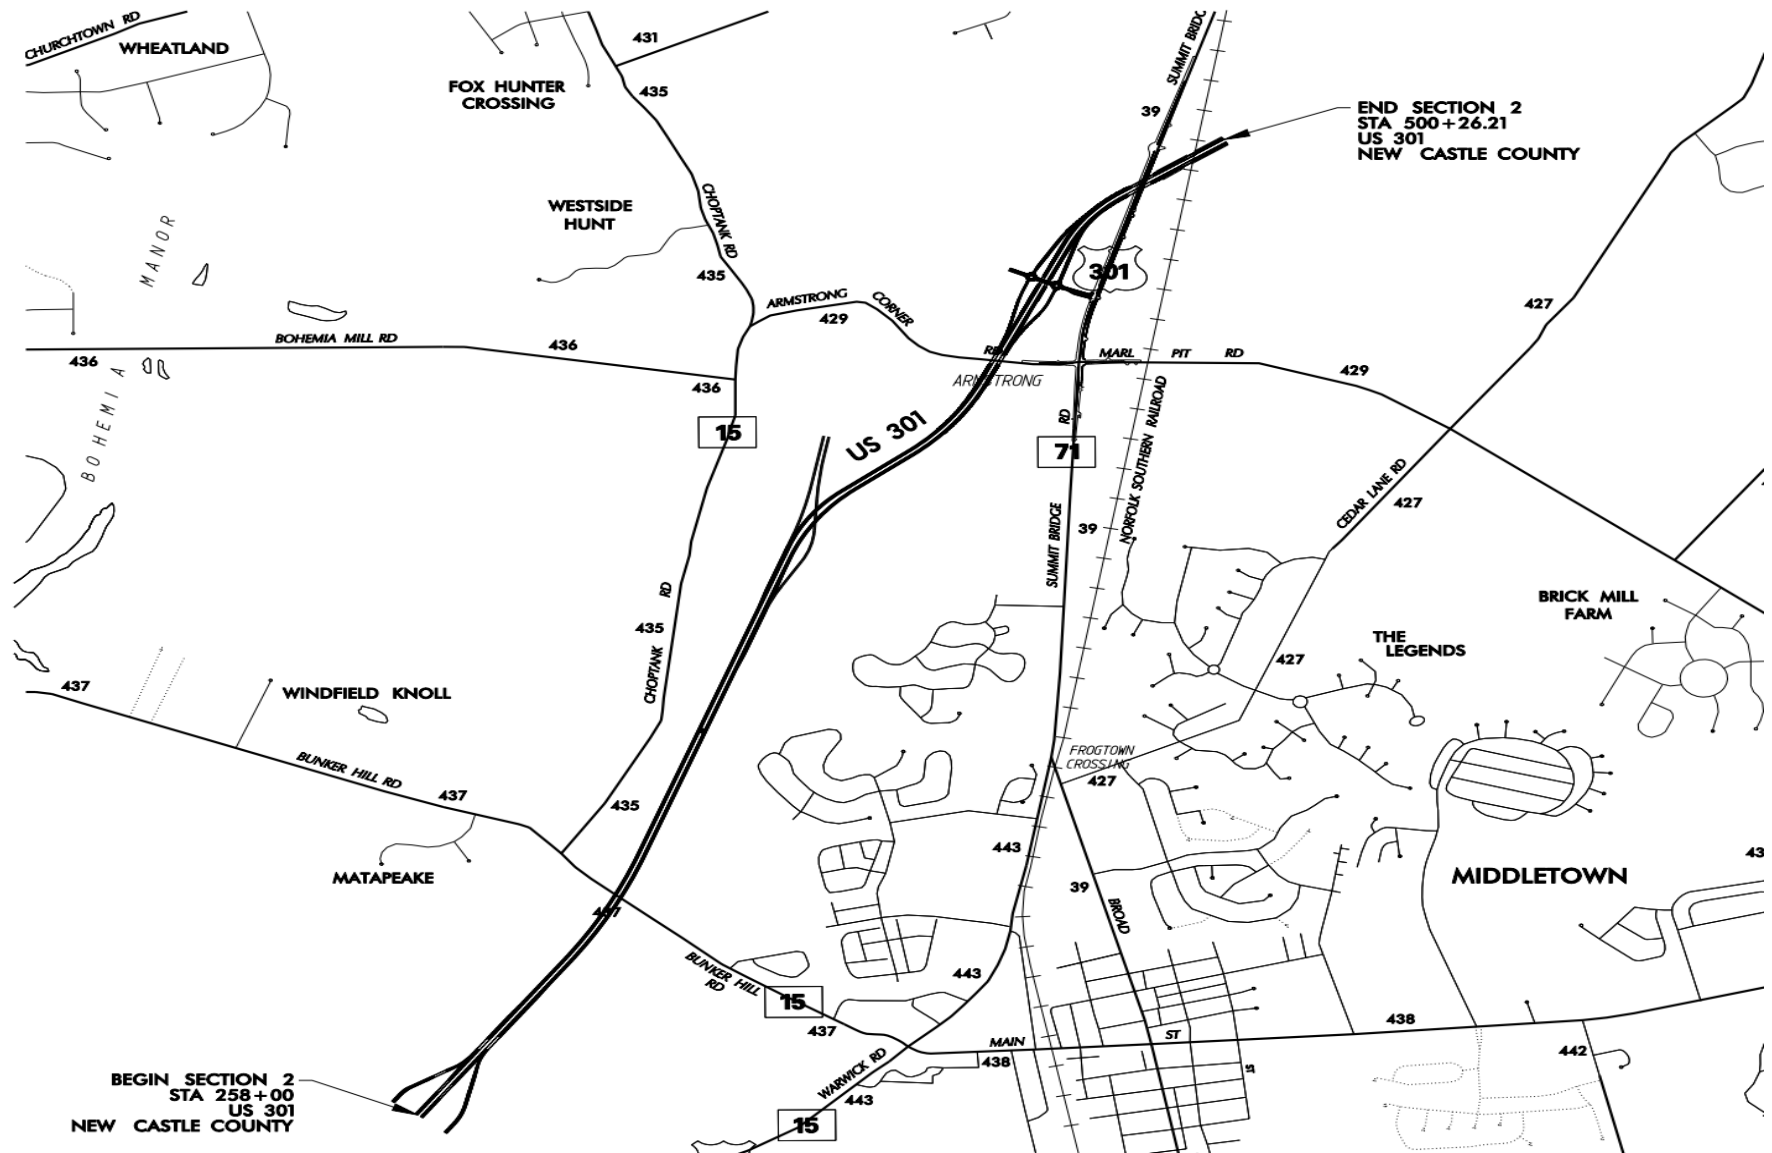 CHURCHTOWN RD
WHEATLAND
FOX HUNTER
CROSSING
431
435
SUMMIT BRIDG
39
END SECTION 2
STA 500+26.21
US 301
NEW CASTLE COUNTY
WESTSIDE
HUNT
CHOPTANK RD
435
MANOR
BOHEMIA
301
ARMSTRONG CORNER RD
429
427
BOHEMIA MILL RD
436
436
436
MARL PIT RD
429
ARMSTRONG
15
US 301
RD
71
NORFOLK SOUTHERN RAILROAD
CEDAR LANE RD
427
39
SUMMIT BRIDGE
CHOPTANK RD
435
BRICK MILL
FARM
THE
LEGENDS
427
437
WINDFIELD KNOLL
BUNKER HILL RD
437
435
FROGTOWN
CROSSING
427
443
MATAPEAKE
39
BROAD
MIDDLETOWN
43
437
BUNKER HILL
RD
443
15
437
MAIN ST
438
438
442
ST
WARWICK RD
443
15
BEGIN SECTION 2
STA 258+00
US 301
NEW CASTLE COUNTY